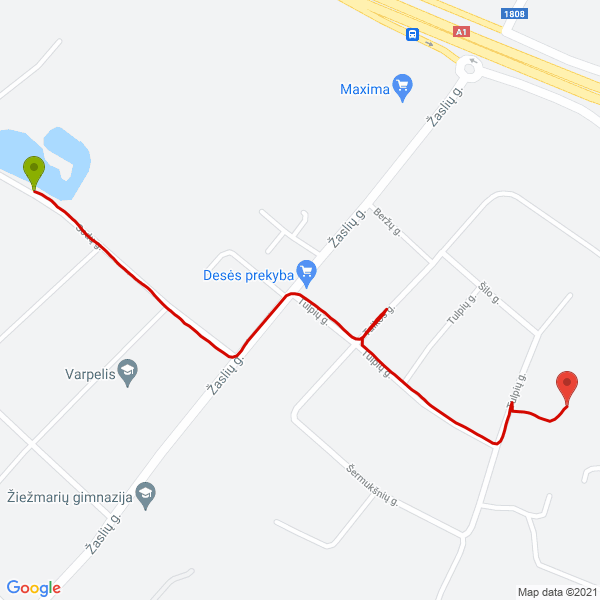 1808
A1
Maxima
Žaslių g.
Beržų g.
Žaslių g.
Sodų g.
Desės prekyba
Šilo g.
Tulpių g.
Tulpių g.
Taikos g.
Tulpių g.
Žaslių g.
Varpelis
Tulpių g.
Šermukšnių g.
Žiežmarių gimnazija
Žaslių g.
Google
Map data ©2021